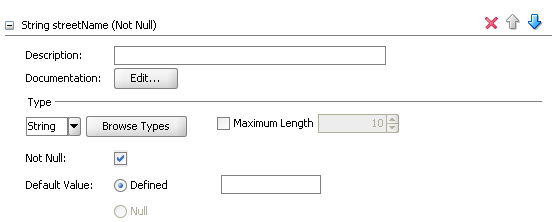 String streetName (Not Null)
Description:
Documentation: Edit...
Type
String Browse Types Maximum Length 10
Not Null:
Default Value: Defined
Null